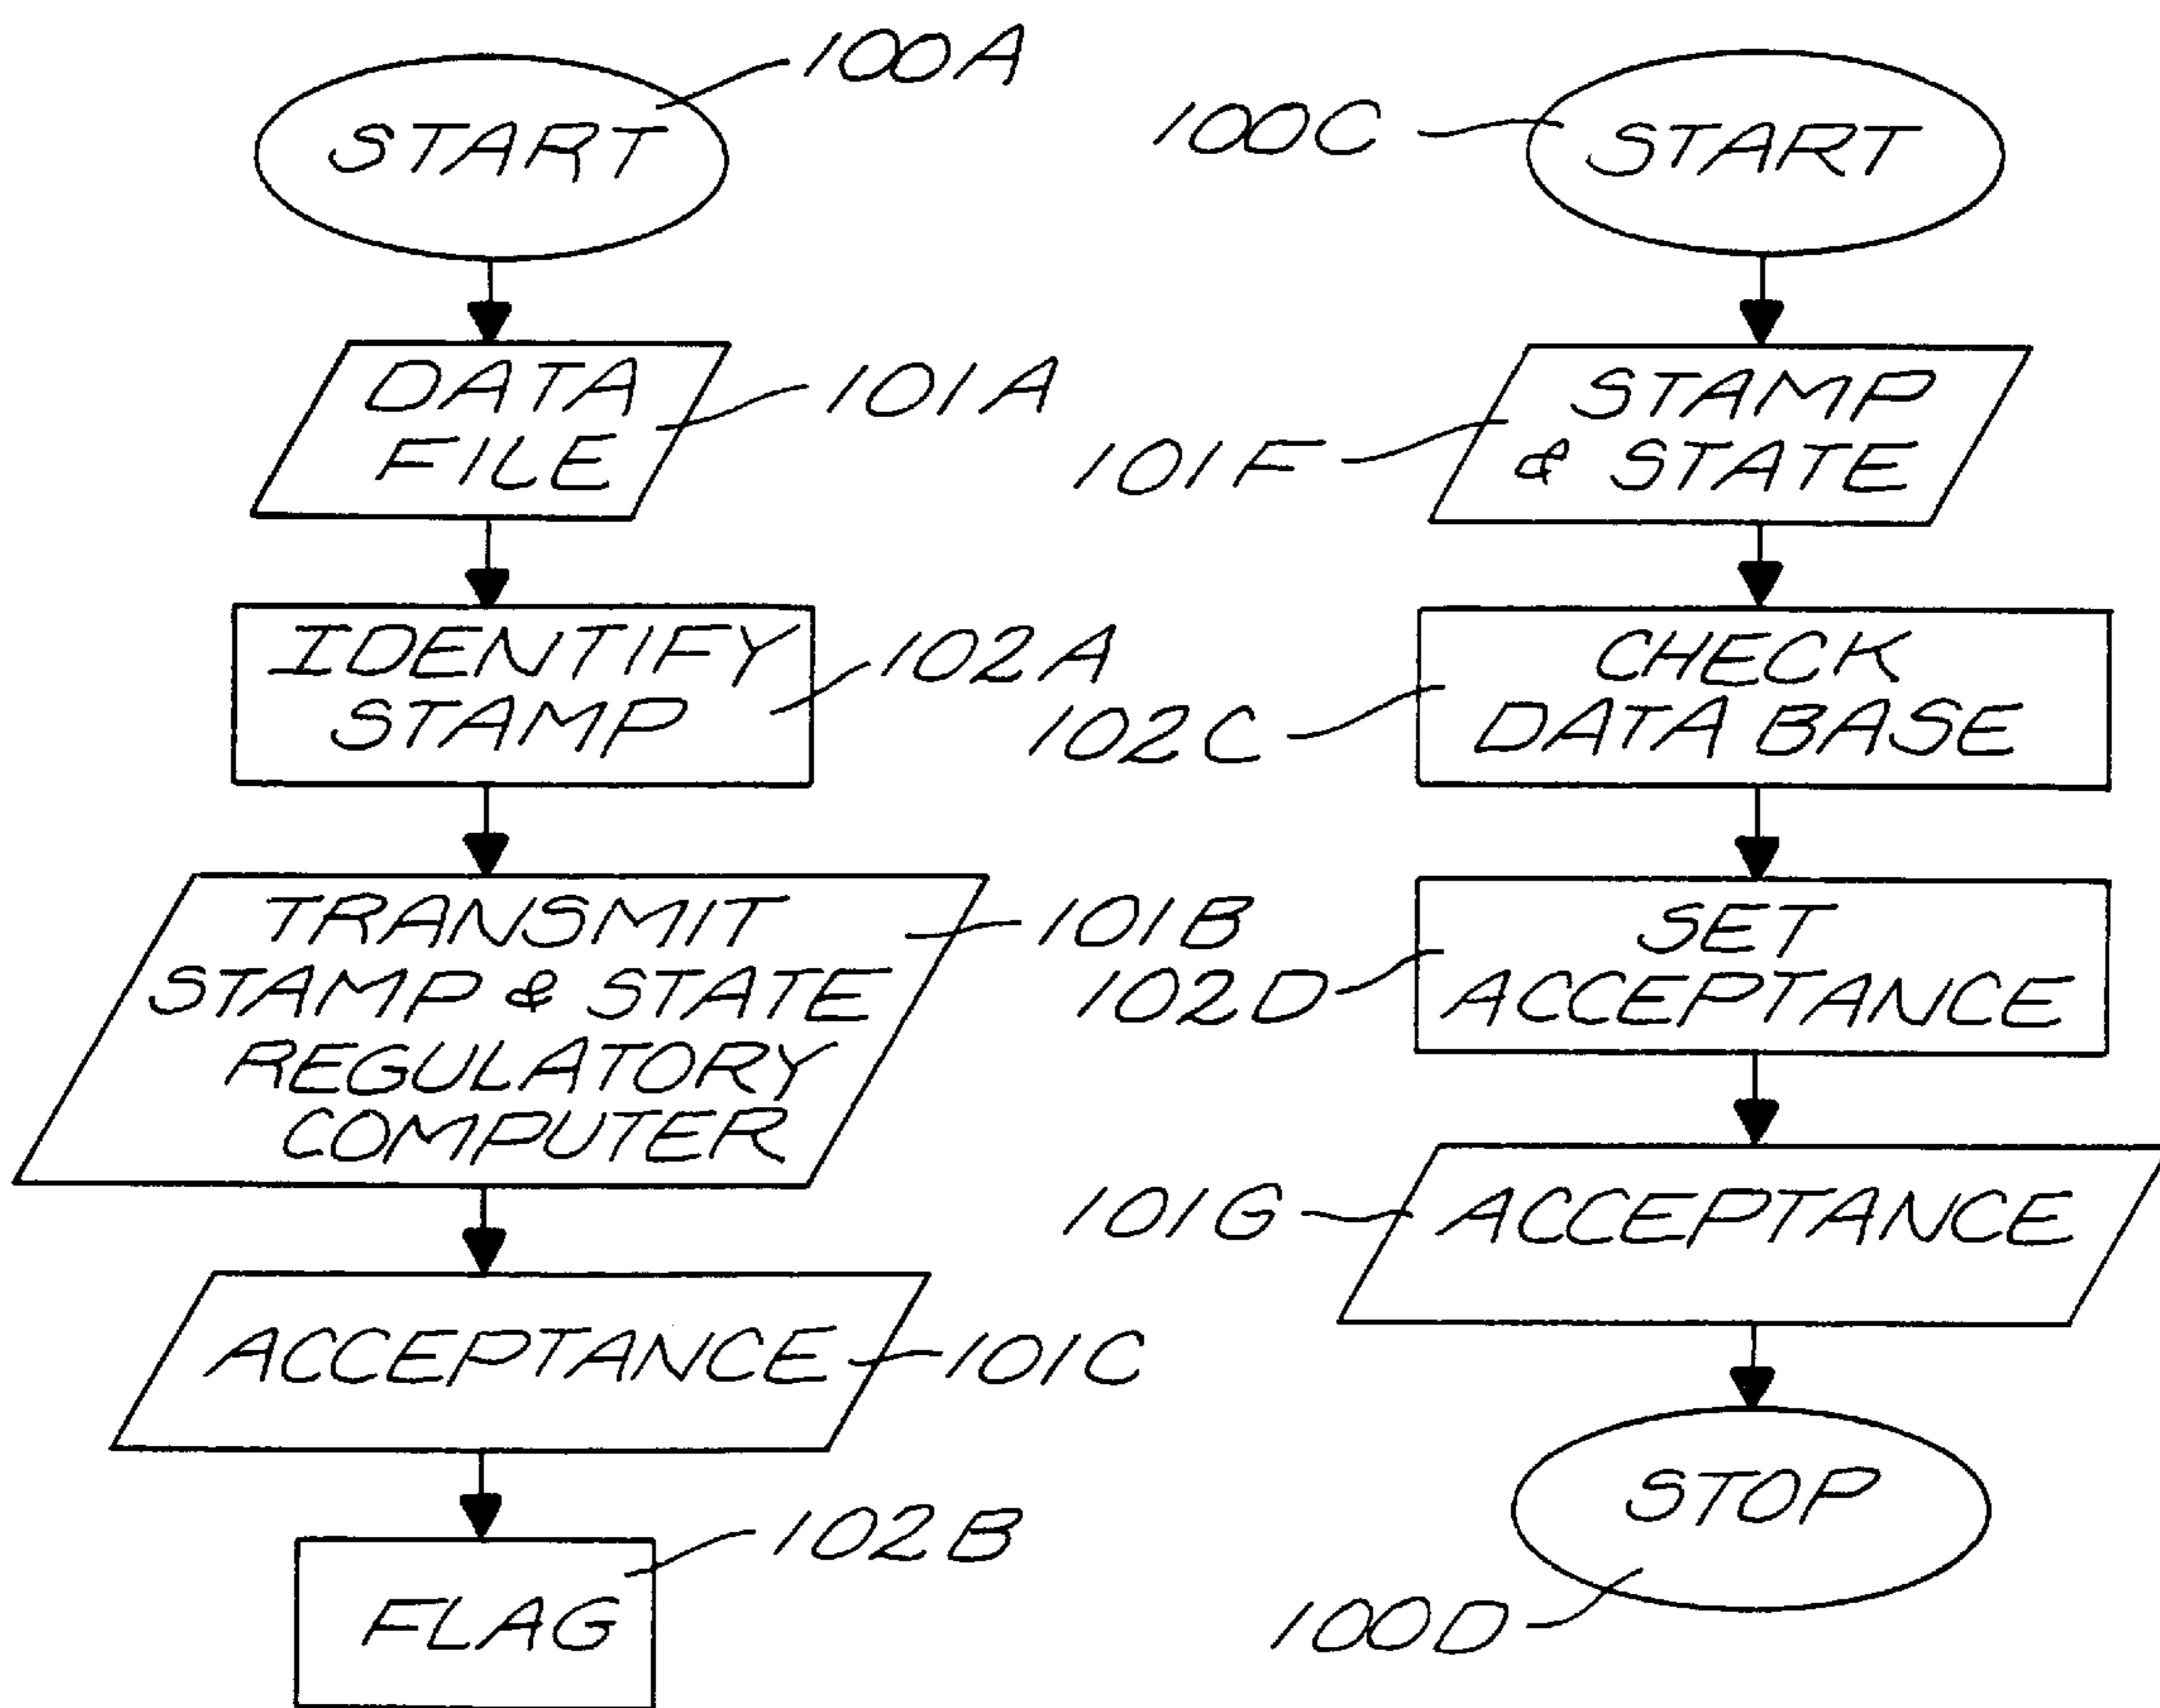 START
100A
DATA
FILE
101A
IDENTIFY
STAMP
102A
TRANSMIT
STAMP & STATE
REGULATORY
COMPUTER
101B
ACCEPTANCE
101C
FLAG
102B
START
100C
STAMP
& STATE
101F
CHECK
DATA BASE
102C
SET
ACCEPTANCE
102D
ACCEPTANCE
101G
STOP
100D